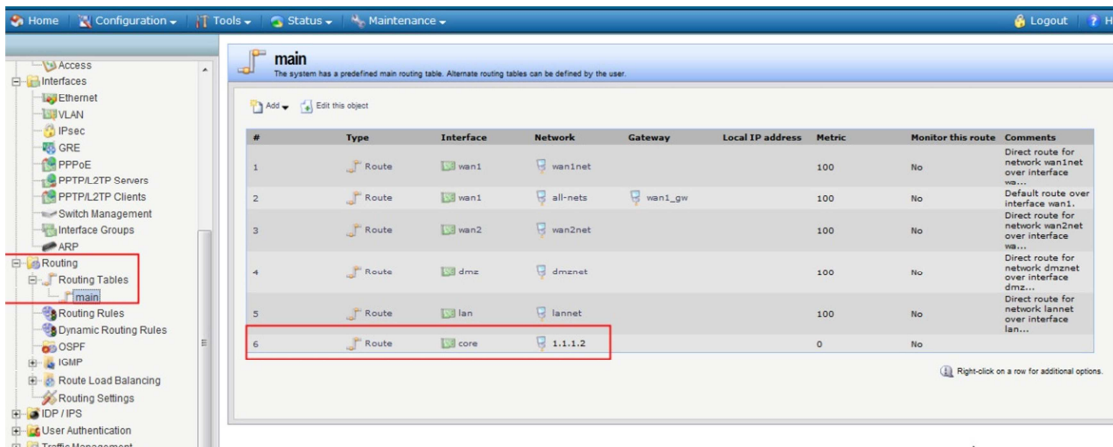 Home
Configuration
Tools
Status
Maintenance
Logout
H
Access
Interfaces
Ethernet
VLAN
IPsec
GRE
PPPoE
PPTP/L2TP Servers
PPTP/L2TP Clients
Switch Management
Interface Groups
ARP
Routing
Routing Tables
main
Routing Rules
Dynamic Routing Rules
OSPF
IGMP
Route Load Balancing
Routing Settings
IDP / IPS
User Authentication
Traffic Management
main
The system has a predefined main routing table. Alternate routing tables can be defined by the user.
Add
Edit this object
# Type Interface Network Gateway Local IP address Metric Monitor this route Comments
1 Route wan1 wan1net 100 No Direct route for
network wan1net
over interface
wa...
2 Route wan1 all-nets wan1_gw 100 No Default route over
interface wan1.
3 Route wan2 wan2net 100 No Direct route for
network wan2net
over interface
wa...
4 Route dmz dmznet 100 No Direct route for
network dmznet
over interface
dmz...
5 Route lan lannet 100 No Direct route for
network lannet
over interface
lan...
6 Route core 1.1.1.2 0 No
Right-click on a row for additional options.